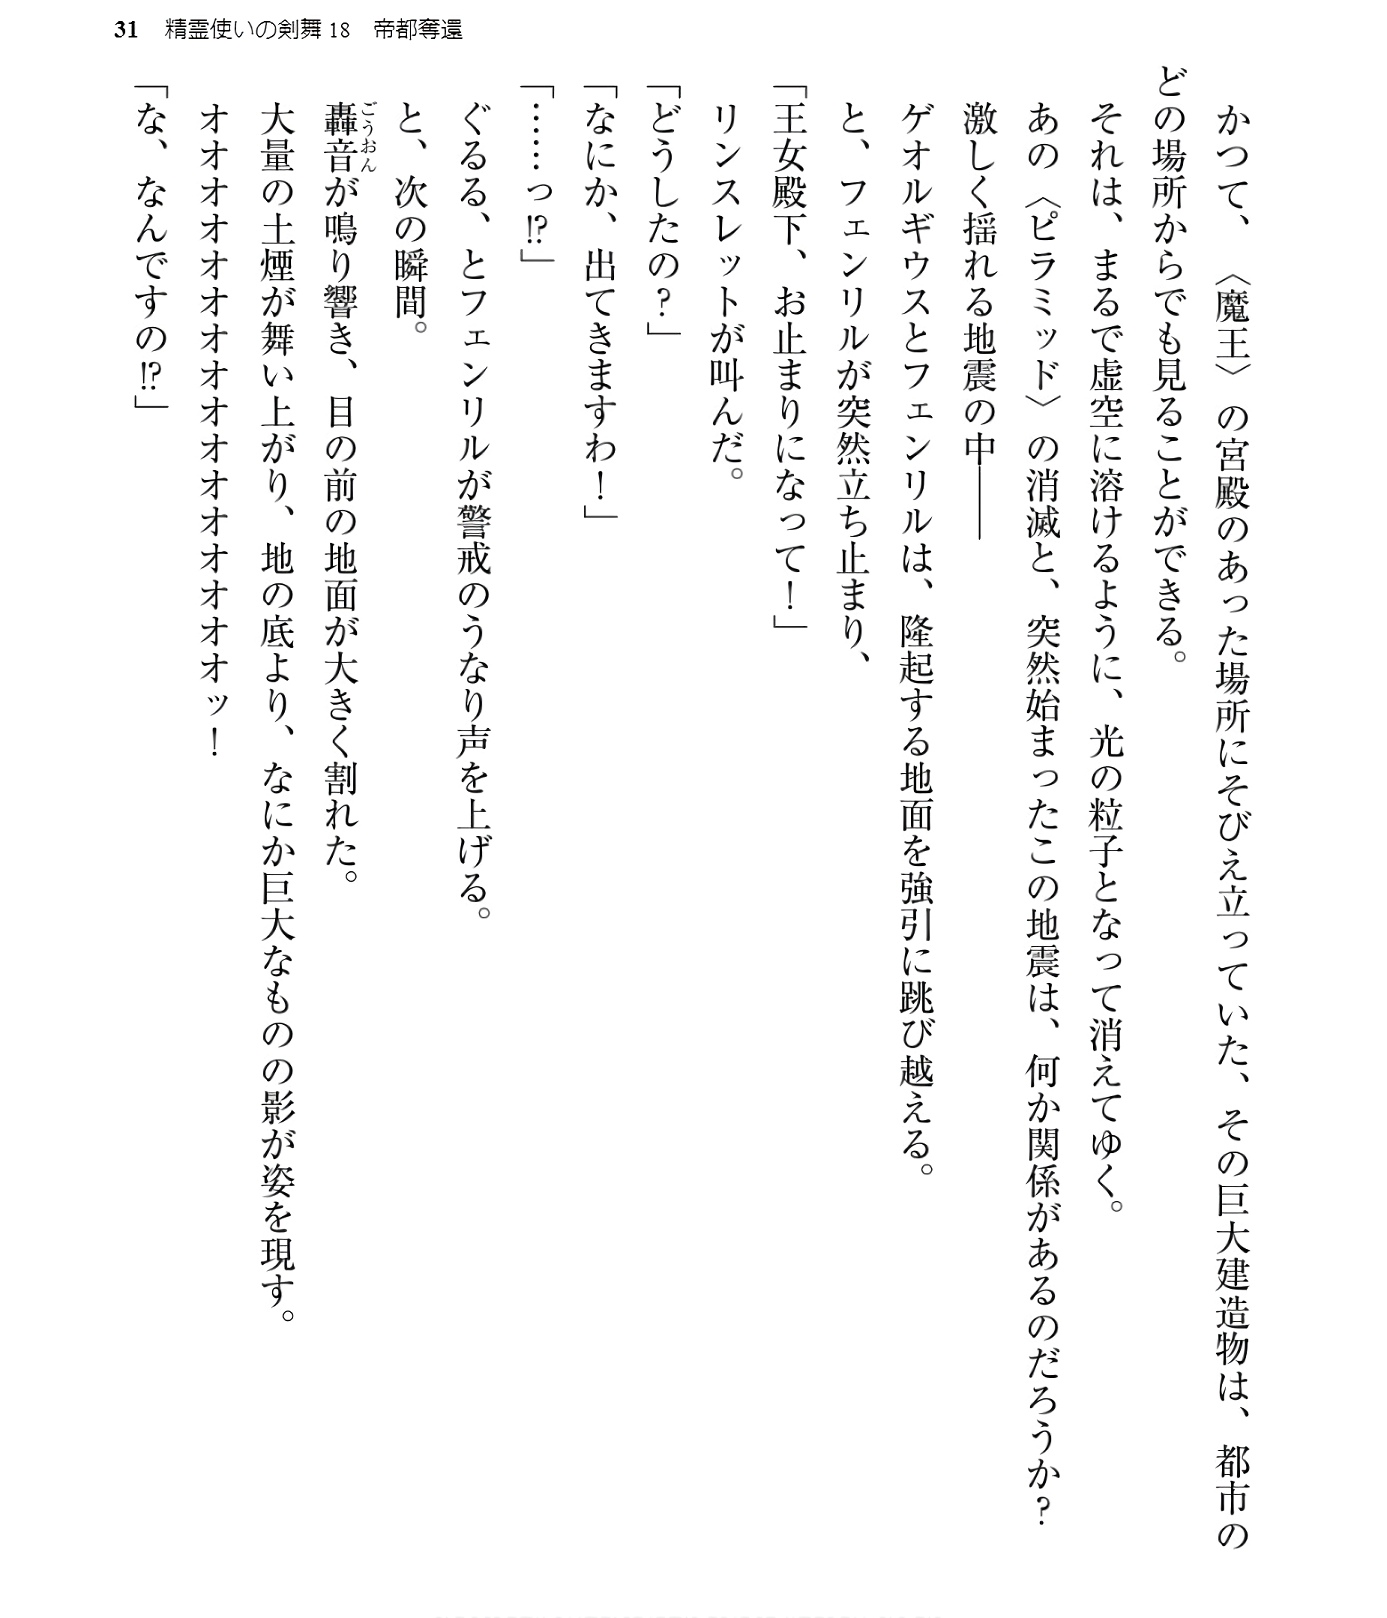 31 精霊使いの剣舞18 帝都奪還
かつて、〈魔王〉の宮殿のあった場所にそびえ立っていた、その巨大建造物は、都市の
どの場所からでも見ることができる。
それは、まるで虚空に溶けるように、光の粒子となって消えてゆく。
あの〈ピラミッド〉の消滅と、突然始まったこの地震は、何か関係があるのだろうか?
激しく揺れる地震の中――
ゲオルギウスとフェンリルは、隆起する地面を強引に跳び越える。
と、フェンリルが突然立ち止まり、
「王女殿下、お止まりになって!」
リンスレットが叫んだ。
「どうしたの?」
「なにか、出てきますわ!」
「……っ!?」
ぐるる、とフェンリルが警戒のうなり声を上げる。
と、次の瞬間。
轟音が鳴り響き、目の前の地面が大きく割れた。
ごうおん
大量の土煙が舞い上がり、地の底より、なにか巨大なものの影が姿を現す。
オオオオオオオオオオオオオオオオッ!
「な、なんですの!?」